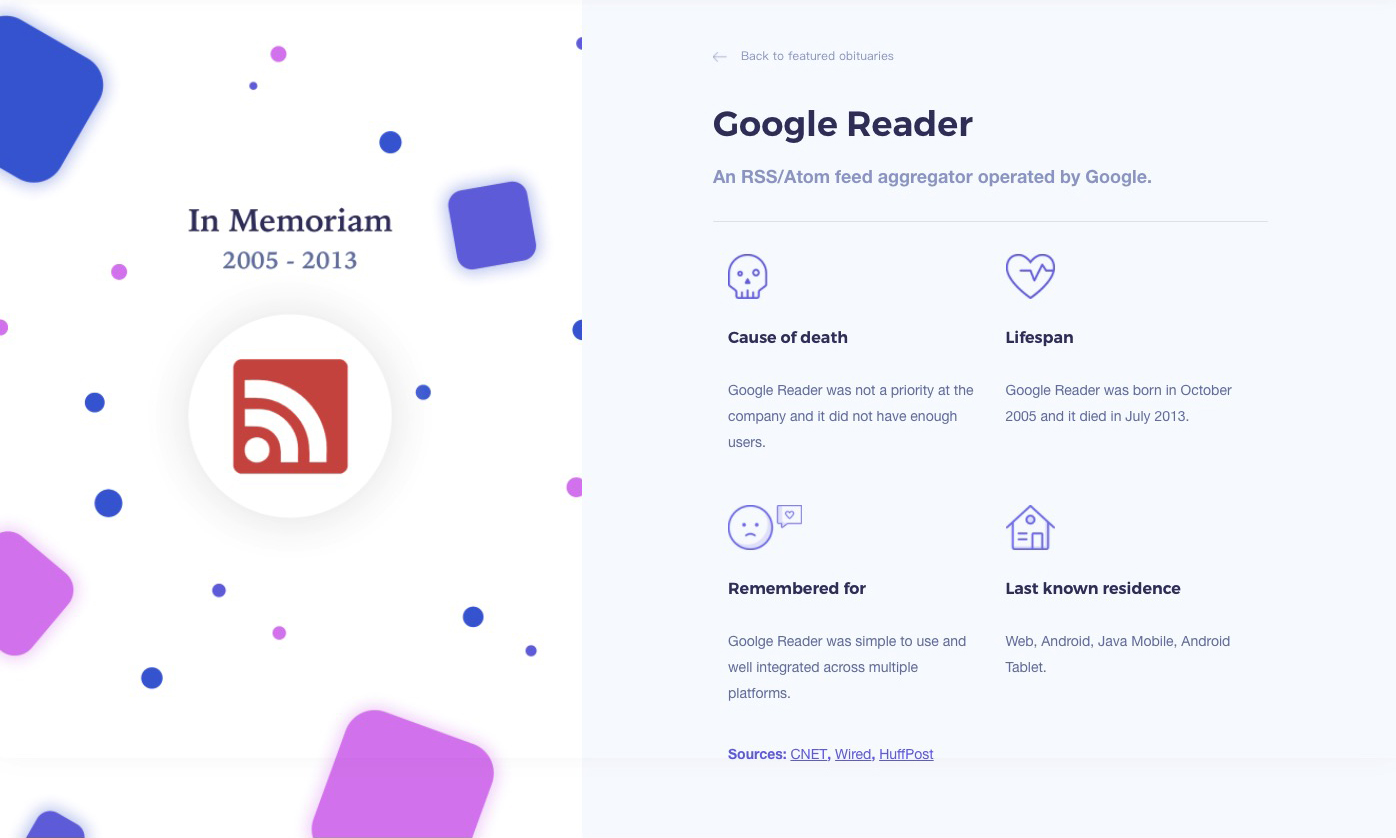 In Memoriam
2005 - 2013
Back to featured obituaries
Google Reader
An RSS/Atom feed aggregator operated by Google.
Cause of death
Google Reader was not a priority at the
company and it did not have enough
users.
Lifespan
Google Reader was born in October
2005 and it died in July 2013.
Remembered for
Goolge Reader was simple to use and
well integrated across multiple
platforms.
Last known residence
Web, Android, Java Mobile, Android
Tablet.
Sources: CNET, Wired, HuffPost